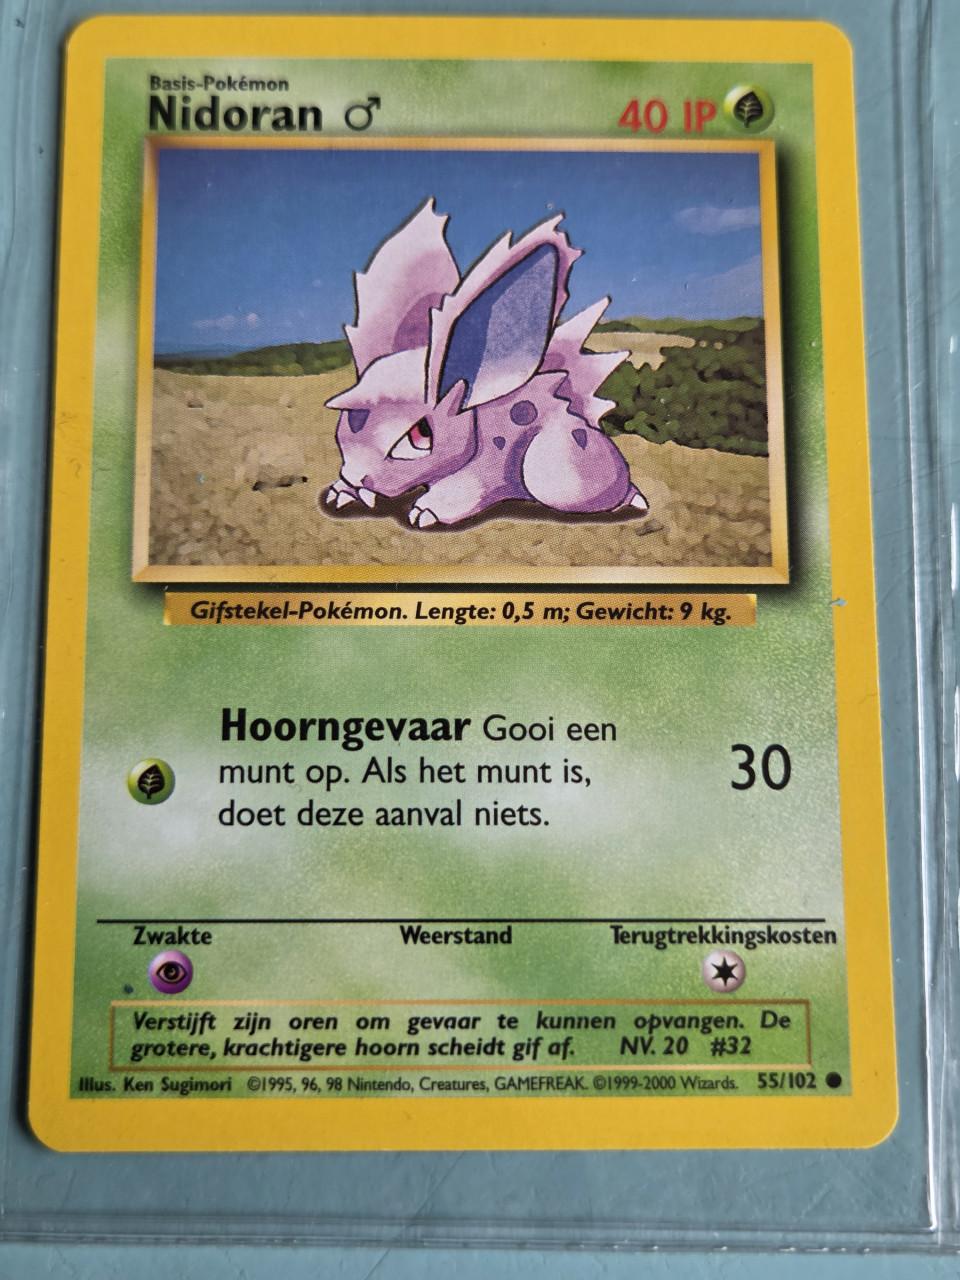 Basis-Pokémon
Nidoran ♂
40 IP
Gifstekel-Pokémon. Lengte: 0,5 m; Gewicht: 9 kg.
Hoorngevaar Gooi een
munt op. Als het munt is,
doet deze aanval niets.
30
Zwakte Weerstand Terugtrekkingskosten
Verstijft zijn oren om gevaar te kunnen opvangen. De
grotere, krachtigere hoorn scheidt gif af. NV. 20 #32
Illus. Ken Sugimori ©1995, 96, 98 Nintendo, Creatures, GAMEFREAK. ©1999-2000 Wizards. 55/102 ●